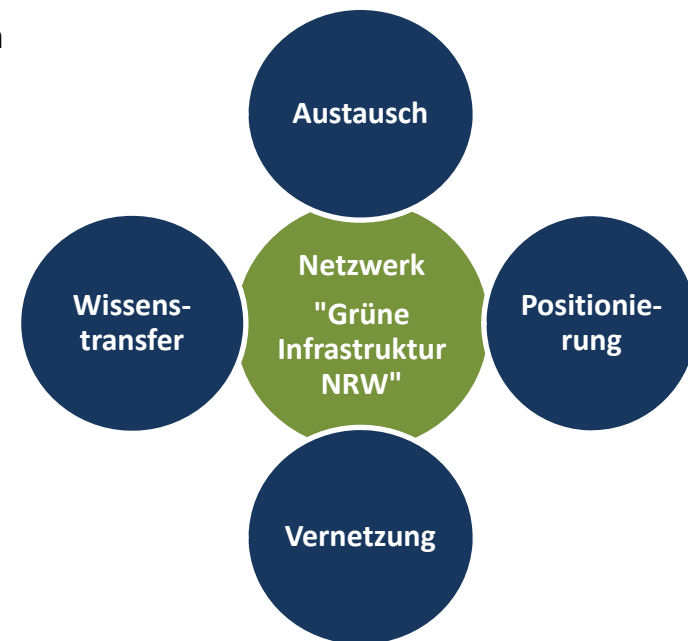 n
Austausch
Netzwerk
"Grüne
Infrastruktur
NRW"
Wissens-
transfer
Positionie-
rung
Vernetzung